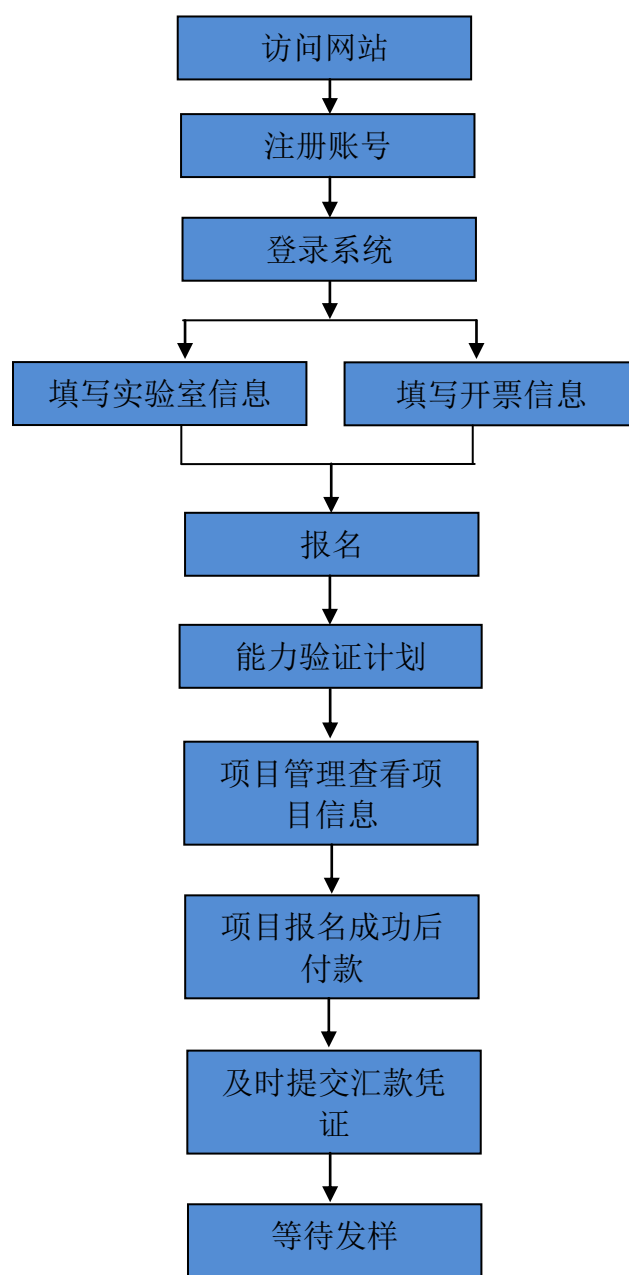 访问网站
注册账号
登录系统
填写实验室信息
填写开票信息
报名
能力验证计划
项目管理查看项
目信息
项目报名成功后
付款
及时提交汇款凭
证
等待发样